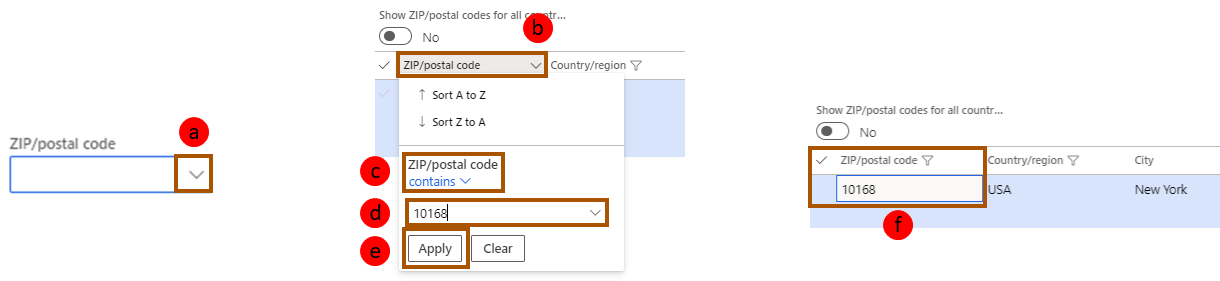 ZIP/postal code
a
Show ZIP/postal codes for all countr...
No
b
ZIP/postal code
Country/region
↑ Sort A to Z
↓ Sort Z to A
c
ZIP/postal code
contains
d
10168
e
Apply
Clear
Show ZIP/postal codes for all countr...
No
ZIP/postal code
Country/region
City
10168
USA
New York
f